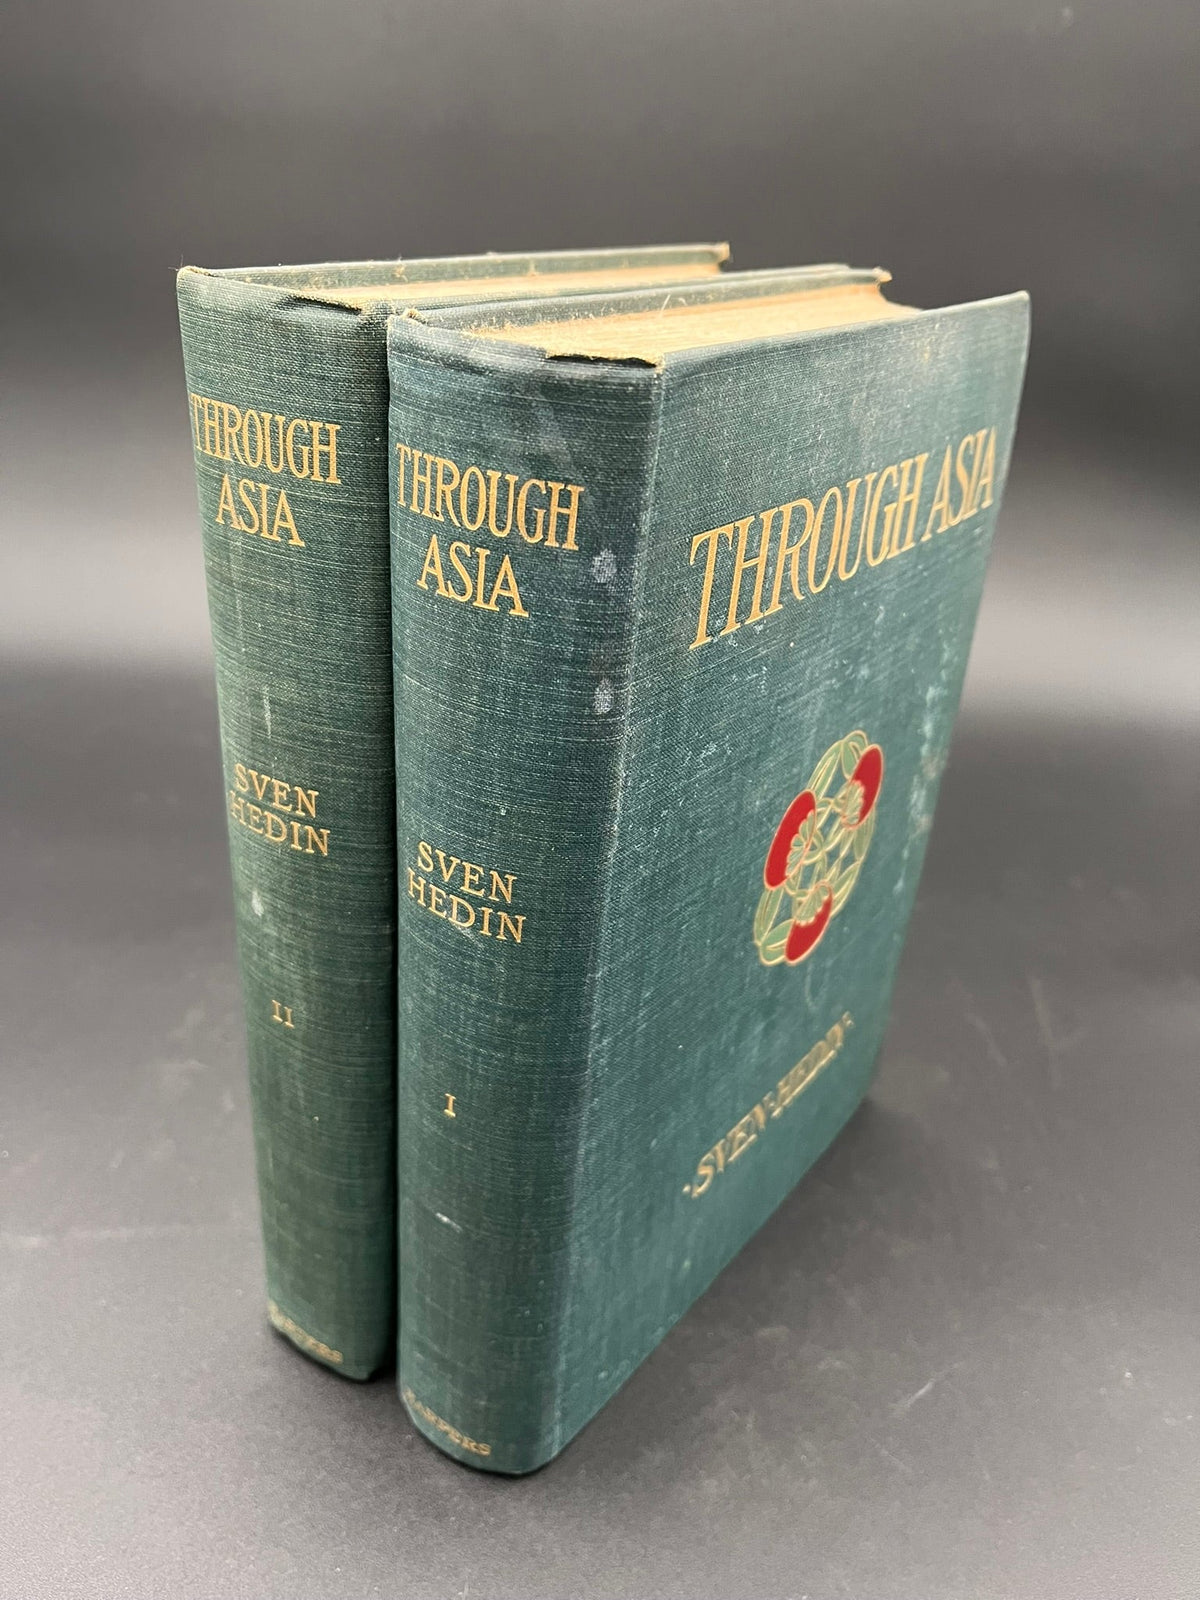 THROUGH
ASIA
SVEN
HEDIN
II
HARPERS
THROUGH
ASIA
SVEN
HEDIN
I
HARPERS
THROUGH ASIA
·SVEN·HEDIN·